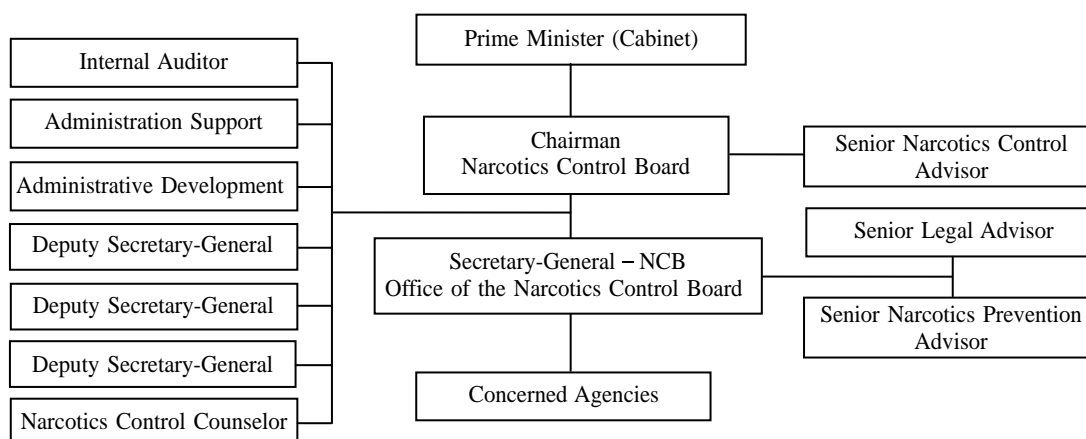 Prime Minister (Cabinet)
Internal Auditor
Administration Support
Administrative Development
Deputy Secretary-General
Deputy Secretary-General
Deputy Secretary-General
Narcotics Control Counselor
Chairman
Narcotics Control Board
Secretary-General – NCB
Office of the Narcotics Control Board
Concerned Agencies
Senior Narcotics Control
Advisor
Senior Legal Advisor
Senior Narcotics Prevention
Advisor